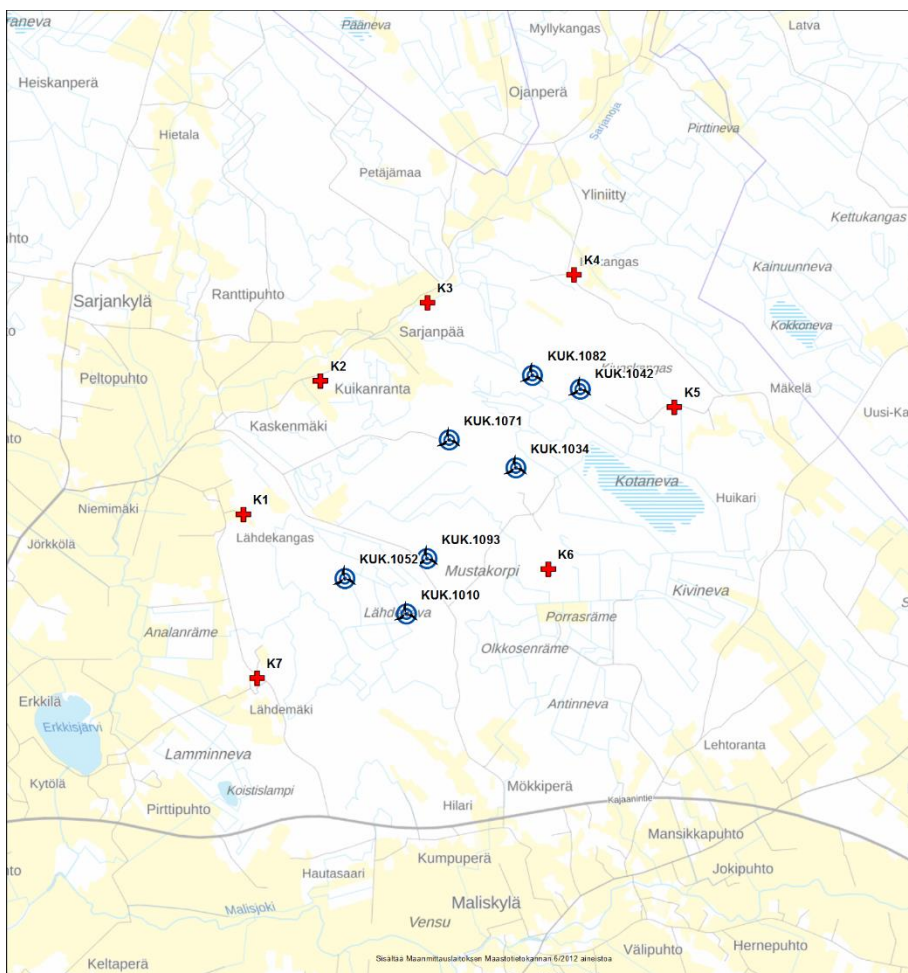 Pääneva
Myllykangas
Latva
Heiskanperä
Ojanperä
Sarjanoja
Pirttineva
Hietala
Petäjämaa
Yliniitty
Kettukangas
K4
Kainuunneva
Ranttipuhto
K3
Sarjankylä
Sarjanpää
Kokkoneva
K2
KUK.1082
Peltopuhto
Kuikanranta
KUK.1042
K5
Mäkelä
Kaskenmäki
KUK.1071
KUK.1034
Kotaneva
Huikari
Niemimäki
K1
Lähdekangas
Jörkkölä
KUK.1093
K6
KUK.1052
Mustakorpi
Kivineva
KUK.1010
Porrasräme
Analanräme
Olkkosenräme
K7
Erkkilä
Lähdemäki
Antinneva
Erkkisjärvi
Lamminneva
Lehtoranta
Kytölä
Koistislampi
Mökkiperä
Pirttipuhto
Hilari
Kajaanintie
Mansikkapuhto
Kumpuperä
Hautasaari
Jokipuhto
Maliskylä
Malisjoki
Vensu
Välipuhto
Hernepuhto
Keltaperä
Sisältää Maanmittauslaitoksen Maastotietokannan 6/2012 aineistoa